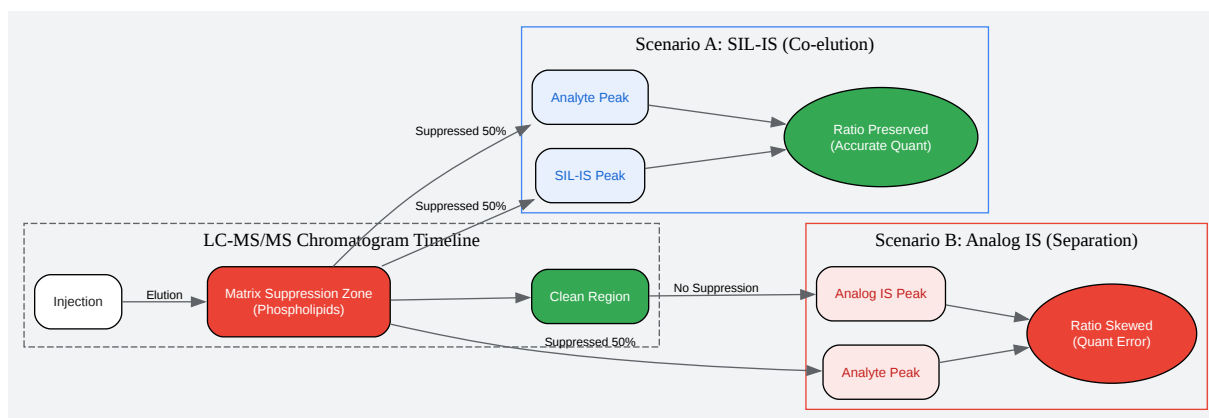 Scenario A: SIL-IS (Co-elution)
Analyte Peak
Suppressed 50%
Ratio Preserved
(Accurate Quant)
SIL-IS Peak
Suppressed 50%
LC-MS/MS Chromatogram Timeline
Injection
Elution
Matrix Suppression Zone
(Phospholipids)
Clean Region
No Suppression
Suppressed 50%
Scenario B: Analog IS (Separation)
Analog IS Peak
Ratio Skewed
(Quant Error)
Analyte Peak